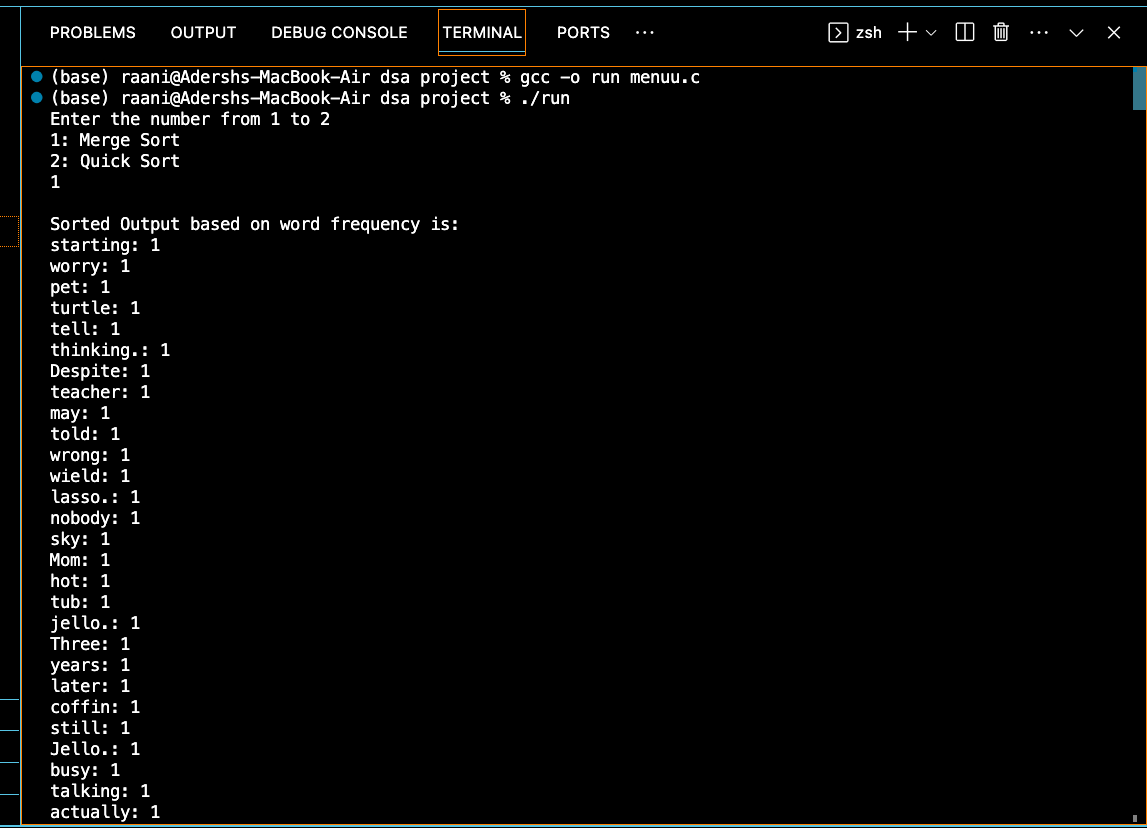 PROBLEMS OUTPUT DEBUG CONSOLE TERMINAL PORTS ... zsh
(base) raani@Adershs-MacBook-Air dsa project % gcc -o run menuu.c
(base) raani@Adershs-MacBook-Air dsa project % ./run
Enter the number from 1 to 2
1: Merge Sort
2: Quick Sort
1
Sorted Output based on word frequency is:
starting: 1
worry: 1
pet: 1
turtle: 1
tell: 1
thinking.: 1
Despite: 1
teacher: 1
may: 1
told: 1
wrong: 1
wield: 1
lasso.: 1
nobody: 1
sky: 1
Mom: 1
hot: 1
tub: 1
jello.: 1
Three: 1
years: 1
later: 1
coffin: 1
still: 1
Jello.: 1
busy: 1
talking: 1
actually: 1